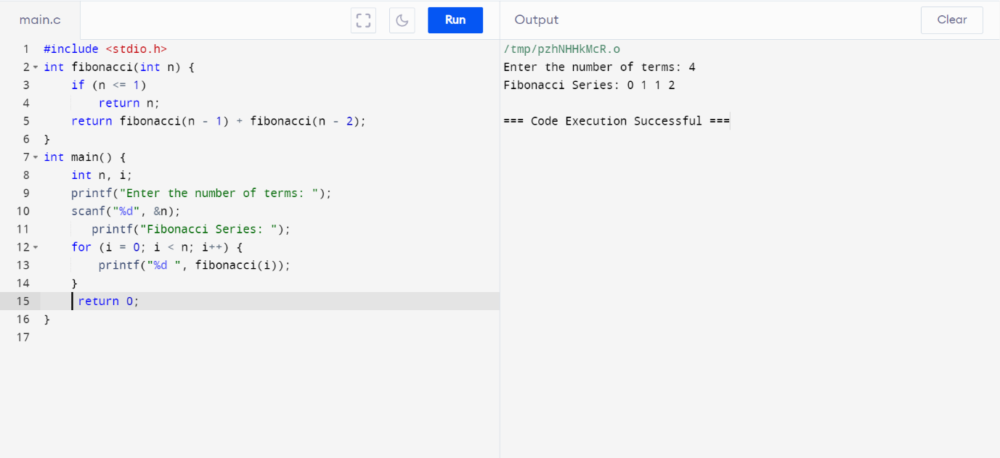 main.c
Run
Output
Clear
1 #include <stdio.h>
2 int fibonacci(int n) {
3     if (n <= 1)
4         return n;
5     return fibonacci(n - 1) + fibonacci(n - 2);
6 }
7 int main() {
8     int n, i;
9     printf("Enter the number of terms: ");
10     scanf("%d", &n);
11        printf("Fibonacci Series: ");
12     for (i = 0; i < n; i++) {
13         printf("%d ", fibonacci(i));
14     }
15      return 0;
16 }
17
/tmp/pzhNHHkMcR.o
Enter the number of terms: 4
Fibonacci Series: 0 1 1 2
=== Code Execution Successful ===